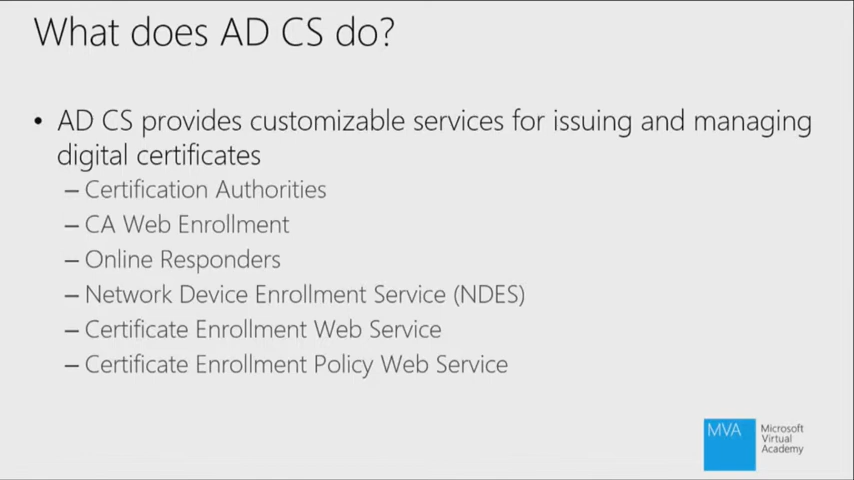 What does AD CS do?
• AD CS provides customizable services for issuing and managing
digital certificates
– Certification Authorities
– CA Web Enrollment
– Online Responders
– Network Device Enrollment Service (NDES)
– Certificate Enrollment Web Service
– Certificate Enrollment Policy Web Service
MVA
Microsoft
Virtual
Academy